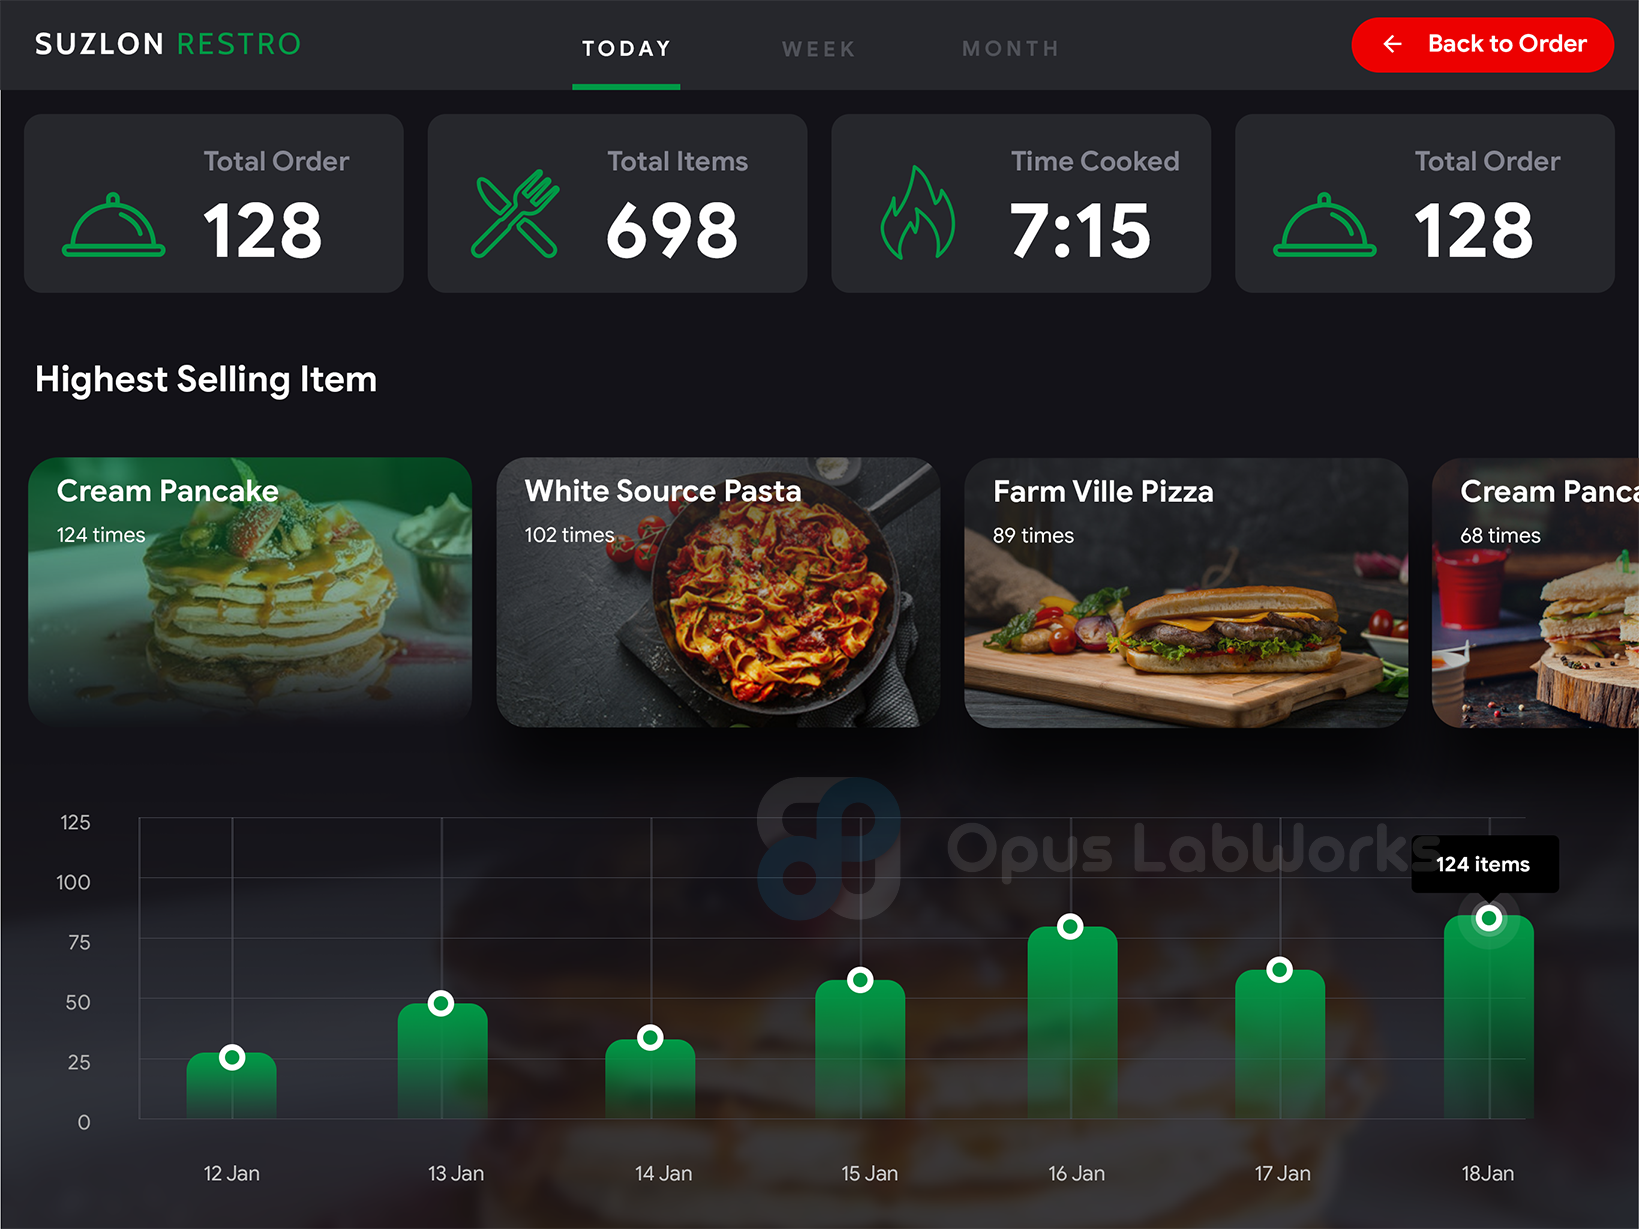 SUZLON RESTRO
TODAY
WEEK
MONTH
← Back to Order
Total Order
128
Total Items
698
Time Cooked
7:15
Total Order
128
Highest Selling Item
Cream Pancake
124 times
White Source Pasta
102 times
Farm Ville Pizza
89 times
Cream Panca
68 times
Opus LabWorks
124 items
125
100
75
50
25
0
12 Jan
13 Jan
14 Jan
15 Jan
16 Jan
17 Jan
18Jan